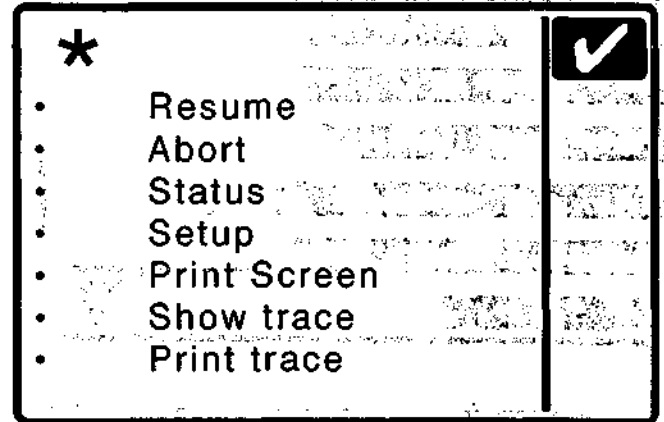 *
• Resume
• Abort
• Status
• Setup
• Print Screen
• Show trace
• Print trace